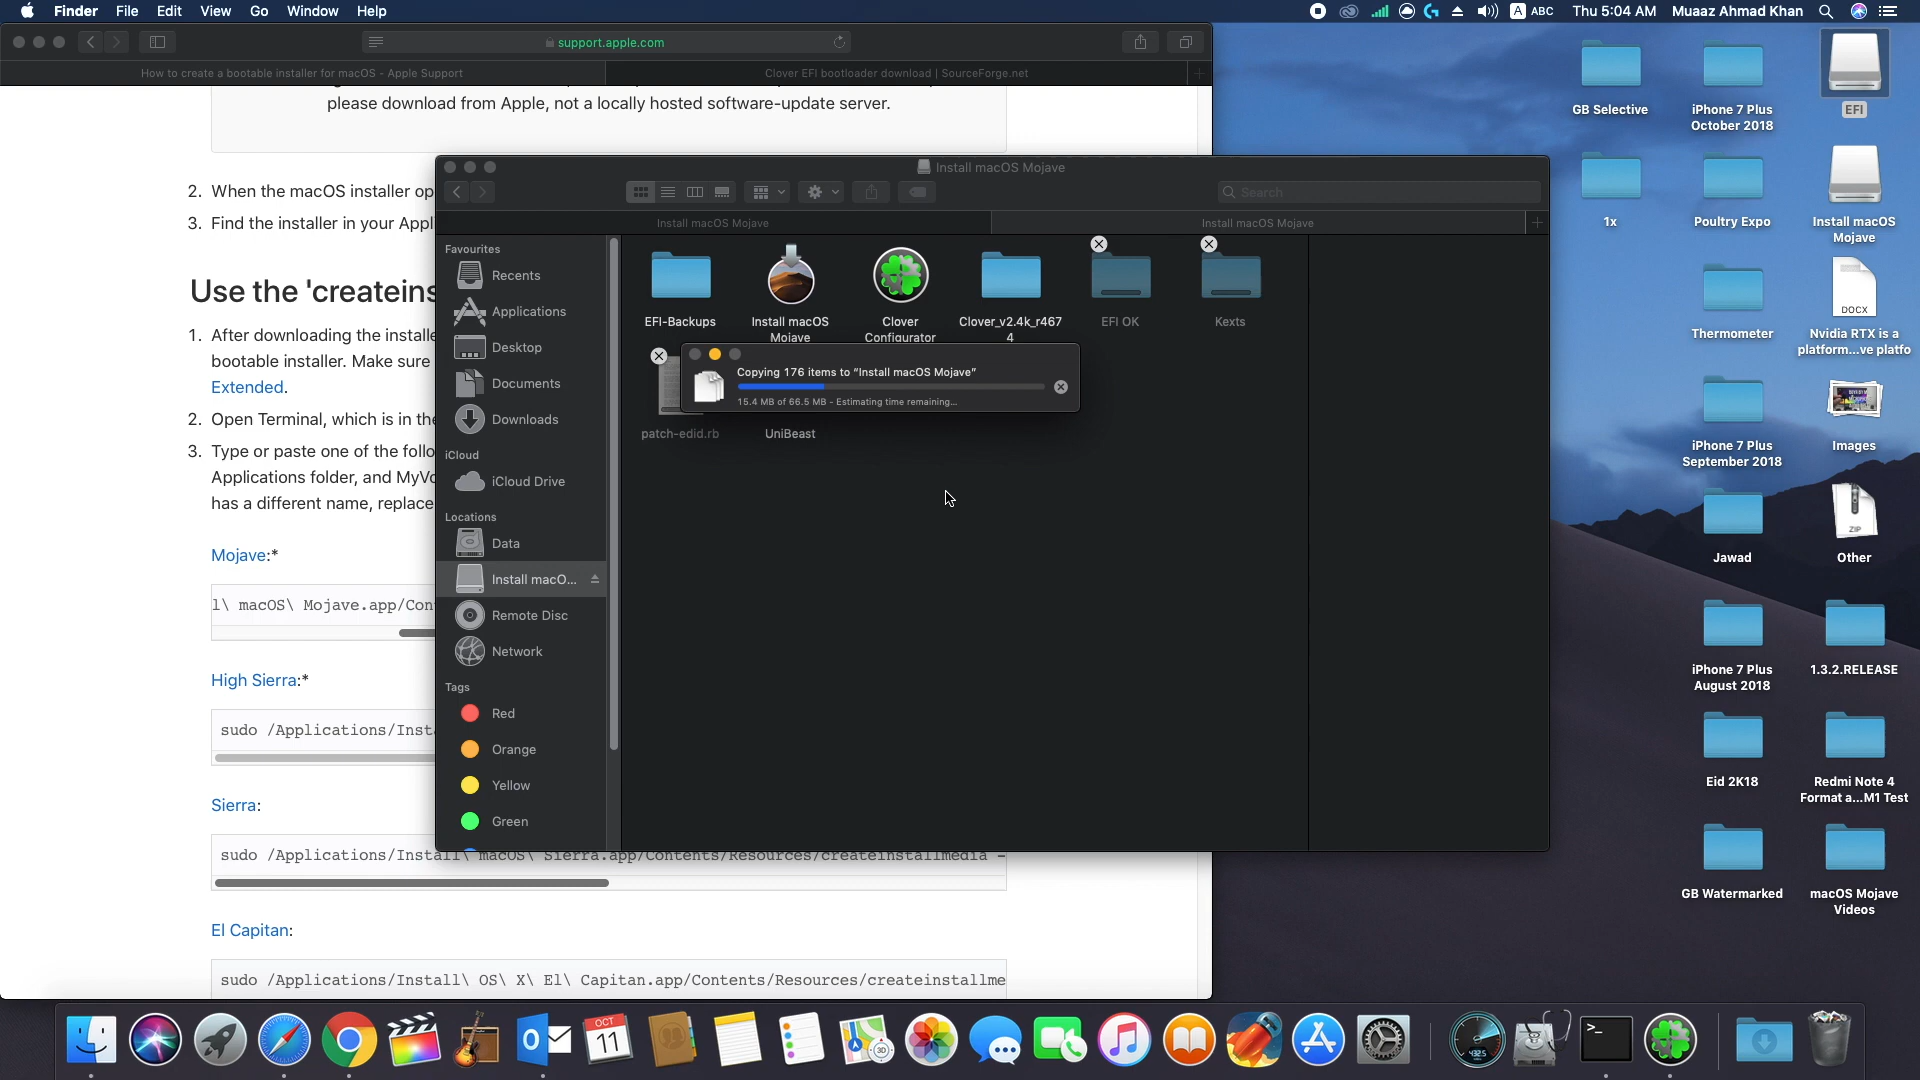 Finder File Edit View Go Window Help
A ABC Thu 5:04 AM Muaaz Ahmad Khan
support.apple.com
How to create a bootable installer for macOS - Apple Support
Clover EFI bootloader download | SourceForge.net
please download from Apple, not a locally hosted software-update server.
2. When the macOS installer op
3. Find the installer in your Appl
Use the 'createins
1. After downloading the installe
bootable installer. Make sure
Extended.
2. Open Terminal, which is in the
3. Type or paste one of the follo
Applications folder, and MyVo
has a different name, replace
Mojave:*
l\ macOS\ Mojave.app/Con
High Sierra:*
sudo /Applications/Insta
Sierra:
sudo /Applications/Install\ macOS\ Sierra.app/Contents/Resources/createinstallmedia -
El Capitan:
sudo /Applications/Install\ OS\ X\ El\ Capitan.app/Contents/Resources/createinstallme
Install macOS Mojave
Search
Install macOS Mojave
Install macOS Mojave
Favourites
Recents
Applications
Desktop
Documents
Downloads
iCloud
iCloud Drive
Locations
Data
Install macO...
Remote Disc
Network
Tags
Red
Orange
Yellow
Green
EFI-Backups
Install macOS
Mojave
Clover
Configurator
Clover_v2.4k_r467
4
EFI OK
Kexts
patch-edid.rb
UniBeast
Copying 176 items to "Install macOS Mojave"
15.4 MB of 66.5 MB - Estimating time remaining...
GB Selective
iPhone 7 Plus
October 2018
EFI
1x
Poultry Expo
Install macOS
Mojave
Thermometer
DOCX
Nvidia RTX is a
platform...ve platfo
iPhone 7 Plus
September 2018
Images
Jawad
ZIP
Other
iPhone 7 Plus
August 2018
1.3.2.RELEASE
Eid 2K18
Redmi Note 4
Format a...M1 Test
GB Watermarked
macOS Mojave
Videos
OCT
11
3D
432.5
>_